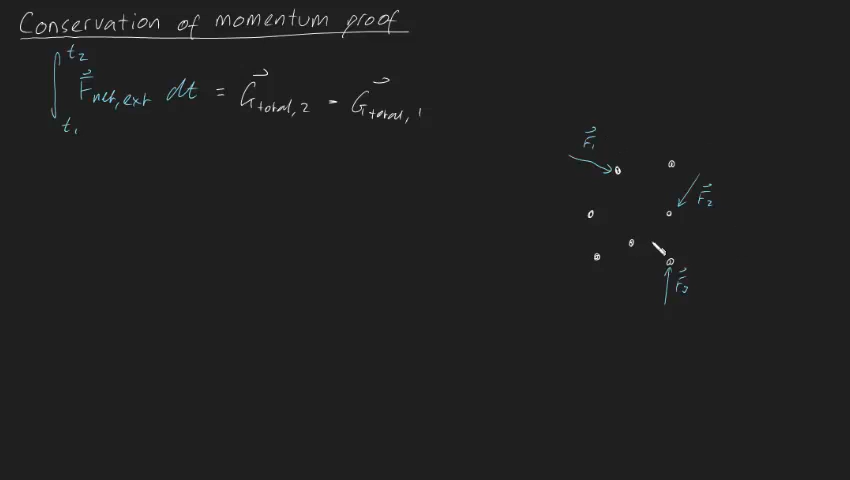 Conservation of momentum proof
∫_{t₁}^{t₂} F⃗_{net,ext} dt = G⃗_{total,2} - G⃗_{total,1}
F⃗₁
F⃗₂
F⃗₃